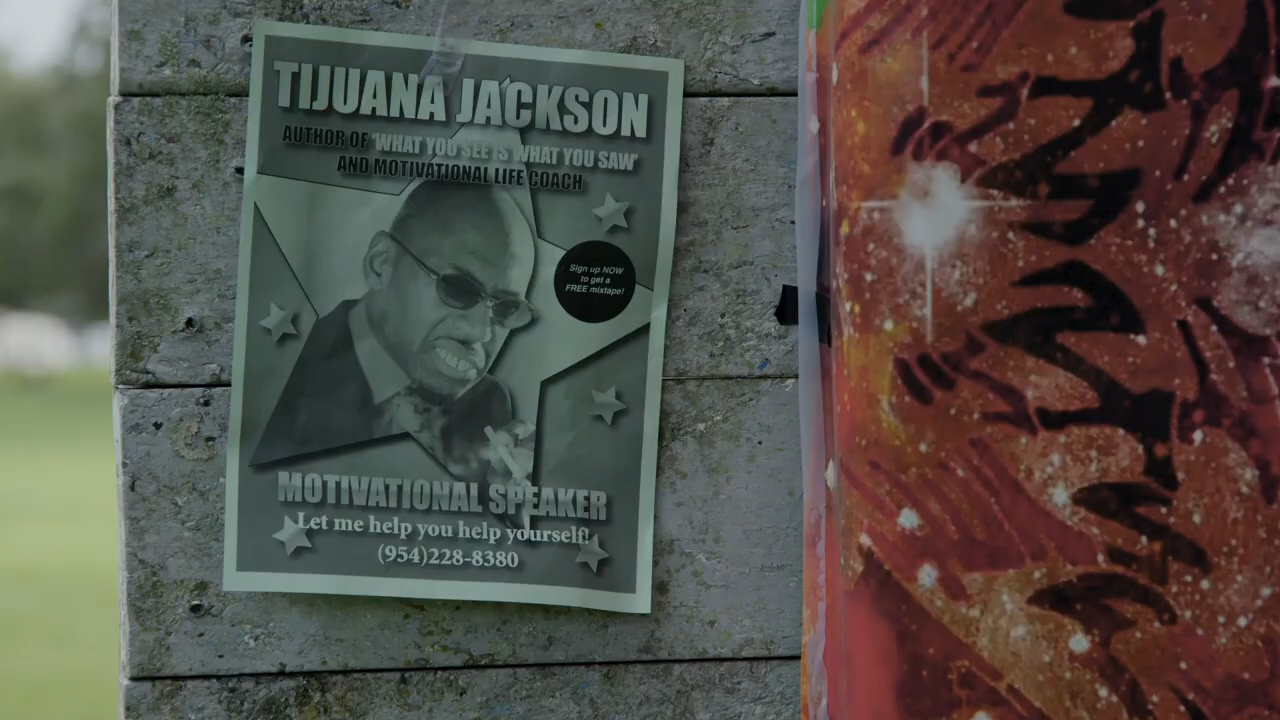 TIJUANA JACKSON
AUTHOR OF 'WHAT YOU SEE IS WHAT YOU SAW'
AND MOTIVATIONAL LIFE COACH
Sign up NOW
to get a
FREE mixtape!
MOTIVATIONAL SPEAKER
Let me help you help yourself!
(954)228-8380